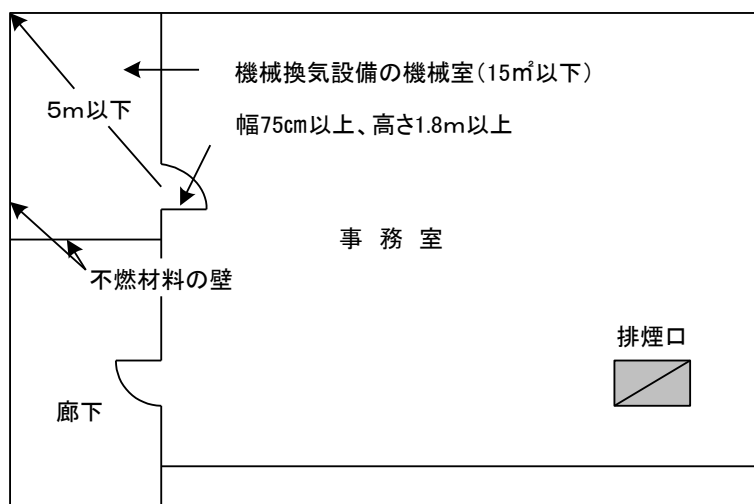 機械換気設備の機械室(15㎡以下)
5m以下
幅75㎝以上、高さ1.8m以上
事 務 室
不燃材料の壁
排煙口
廊下